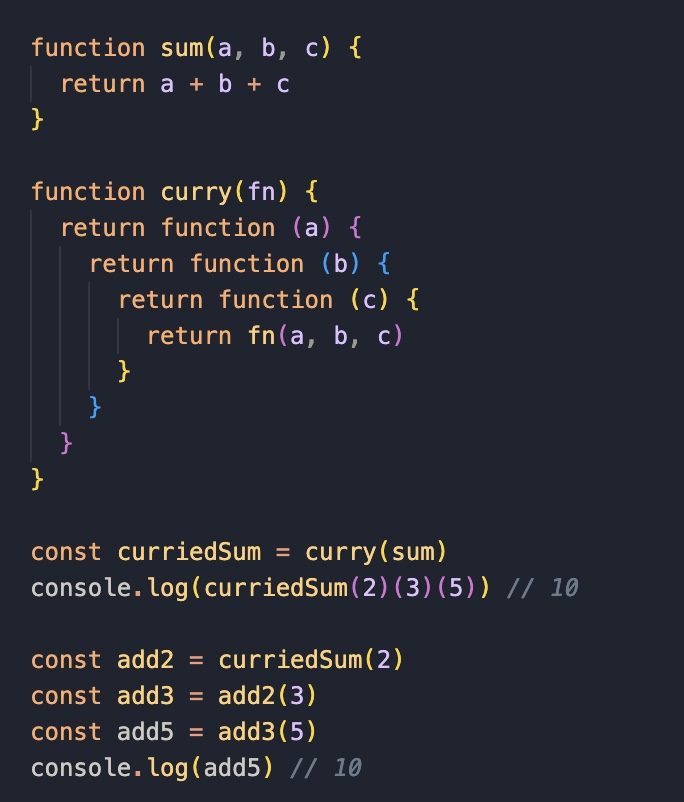 function sum(a, b, c) {
  return a + b + c
}

function curry(fn) {
  return function (a) {
    return function (b) {
      return function (c) {
        return fn(a, b, c)
      }
    }
  }
}

const curriedSum = curry(sum)
console.log(curriedSum(2)(3)(5)) // 10

const add2 = curriedSum(2)
const add3 = add2(3)
const add5 = add3(5)
console.log(add5) // 10